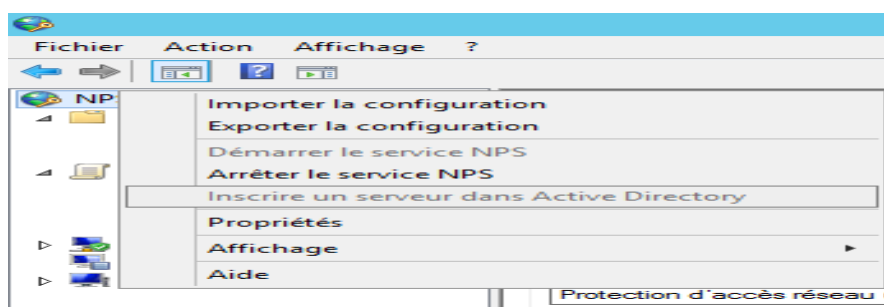 Fichier Action Affichage ?
NP
Importer la configuration
Exporter la configuration
Démarrer le service NPS
Arrêter le service NPS
Inscrire un serveur dans Active Directory
Propriétés
Affichage
Aide
Protection d'accès réseau